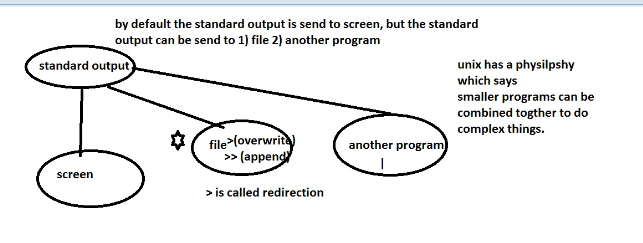 by default the standard output is send to screen, but the standard
output can be send to 1) file 2) another program
standard output
unix has a physilpshy
which says
smaller programs can be
combined togther to do
complex things.
file>(overwrite)
>> (append)
another program
|
screen
> is called redirection